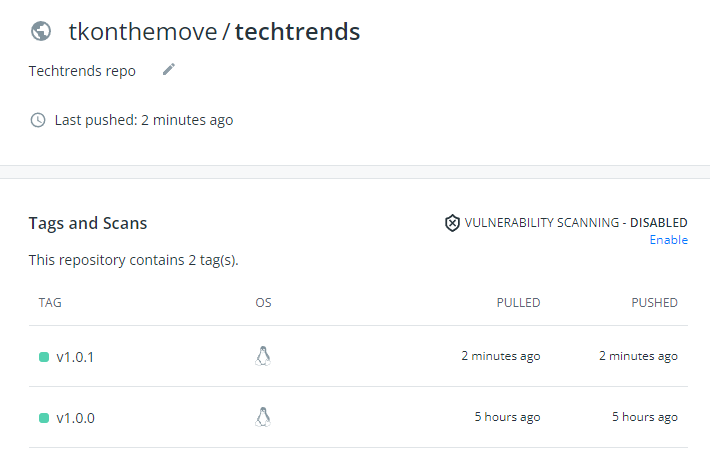 tkonthemove / techtrends
Techtrends repo
Last pushed: 2 minutes ago
Tags and Scans
VULNERABILITY SCANNING - DISABLED
Enable
This repository contains 2 tag(s).
TAG OS PULLED PUSHED
v1.0.1 2 minutes ago 2 minutes ago
v1.0.0 5 hours ago 5 hours ago